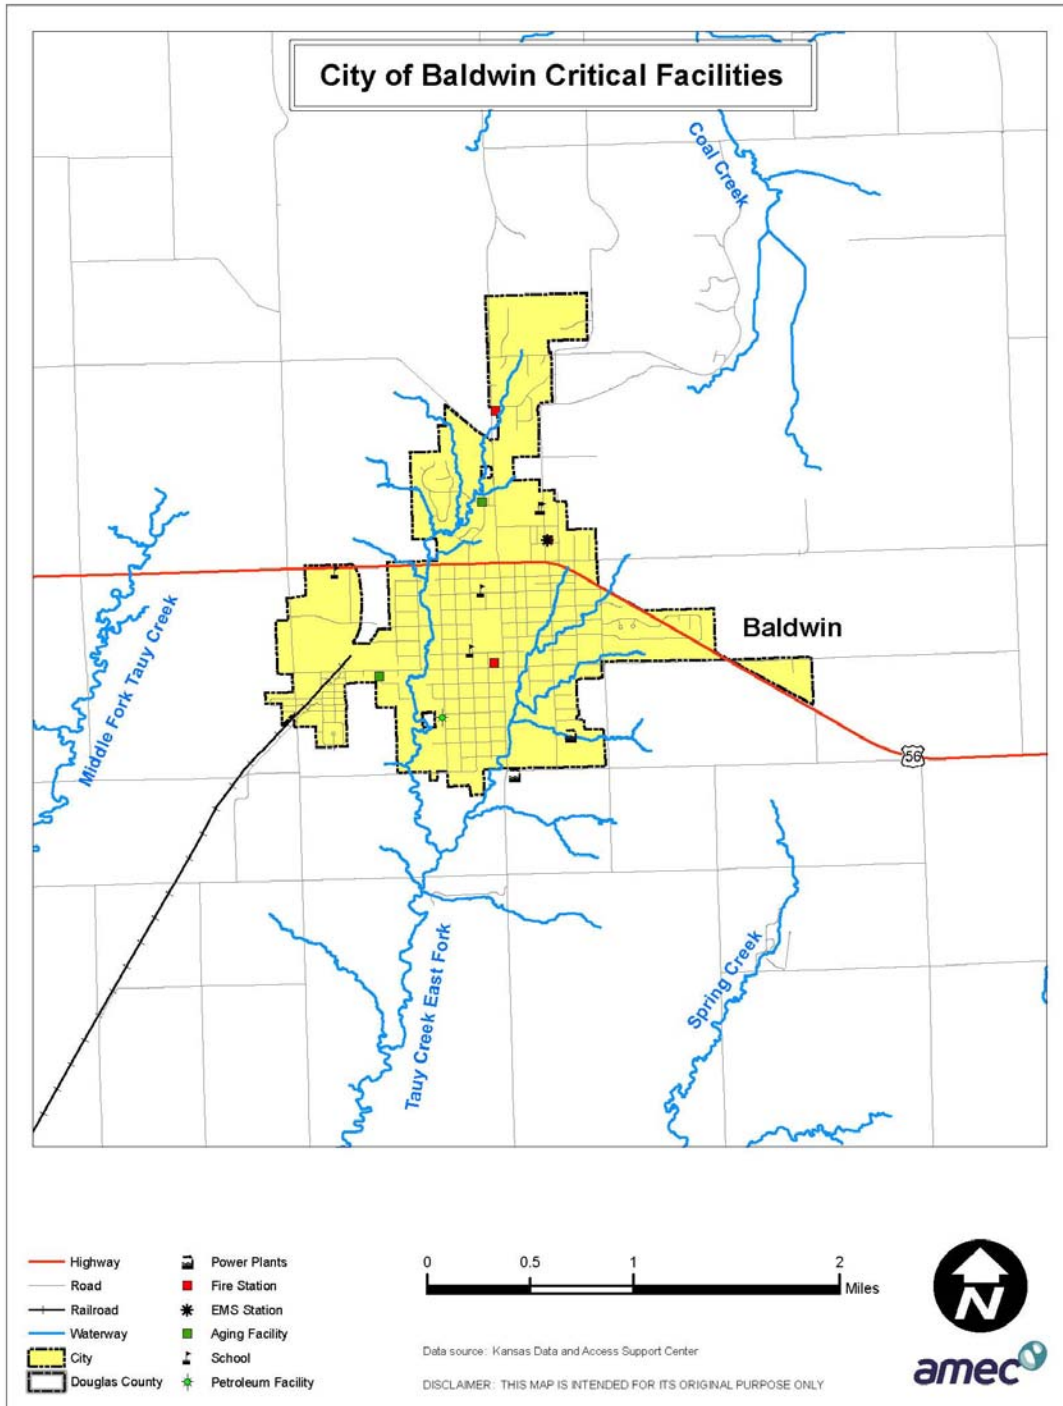 City of Baldwin Critical Facilities
Coal Creek
Middle Fork Tauy Creek
Baldwin
56
Tauy Creek East Fork
Spring Creek
Highway
Road
Railroad
Waterway
City
Douglas County
Power Plants
Fire Station
EMS Station
Aging Facility
School
Petroleum Facility
0 0.5 1 2
Miles
Data source: Kansas Data and Access Support Center
DISCLAIMER: THIS MAP IS INTENDED FOR ITS ORIGINAL PURPOSE ONLY
N
amec